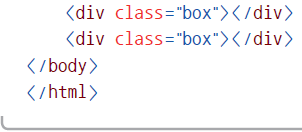 <div class="box"></div>
<div class="box"></div>
</body>
</html>